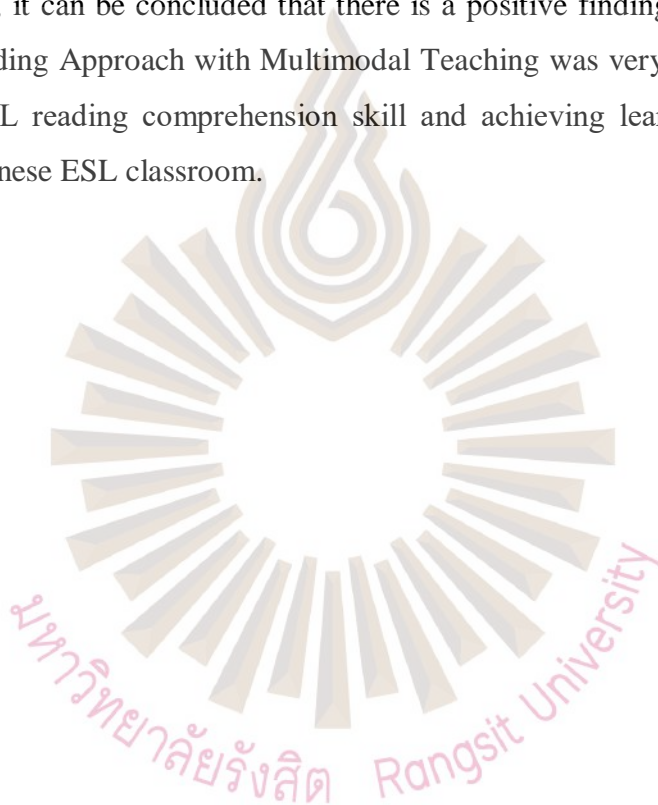 it can be concluded that there is a positive finding
ding Approach with Multimodal Teaching was very
L reading comprehension skill and achieving lear
nese ESL classroom.
มหาวิทยาลัยรังสิต Rangsit University